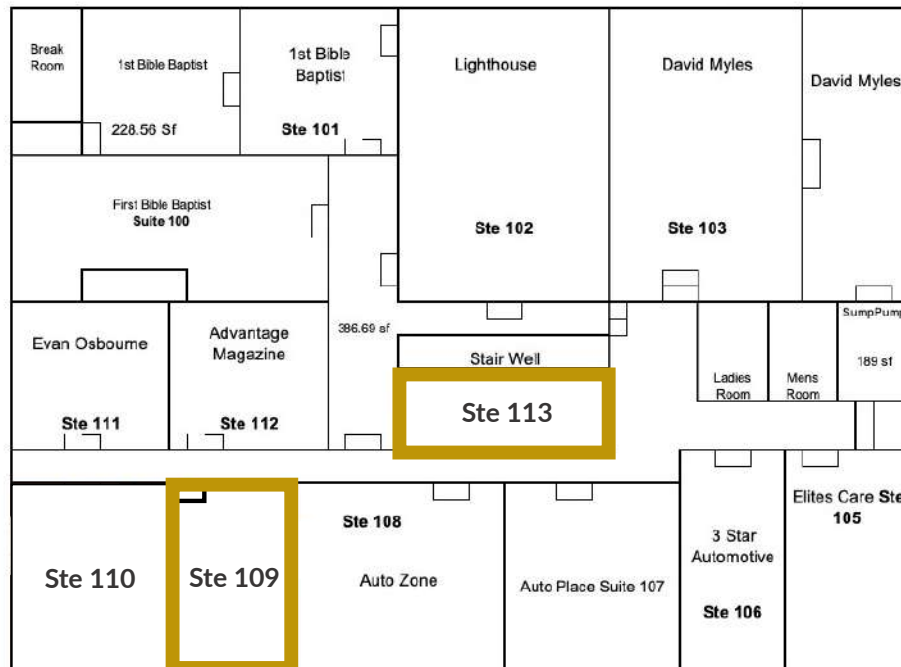 Break
Room
1st Bible Baptist
228.56 Sf
1st Bible
Baptist
Ste 101
Lighthouse
Ste 102
David Myles
Ste 103
David Myles
First Bible Baptist
Suite 100
Evan Osbourne
Ste 111
Advantage
Magazine
Ste 112
386.69 sf
Stair Well
Ste 113
Ladies
Room
Mens
Room
SumpPump
189 sf
Ste 110
Ste 109
Ste 108
Auto Zone
Auto Place Suite 107
3 Star
Automotive
Ste 106
Elites Care Ste
105